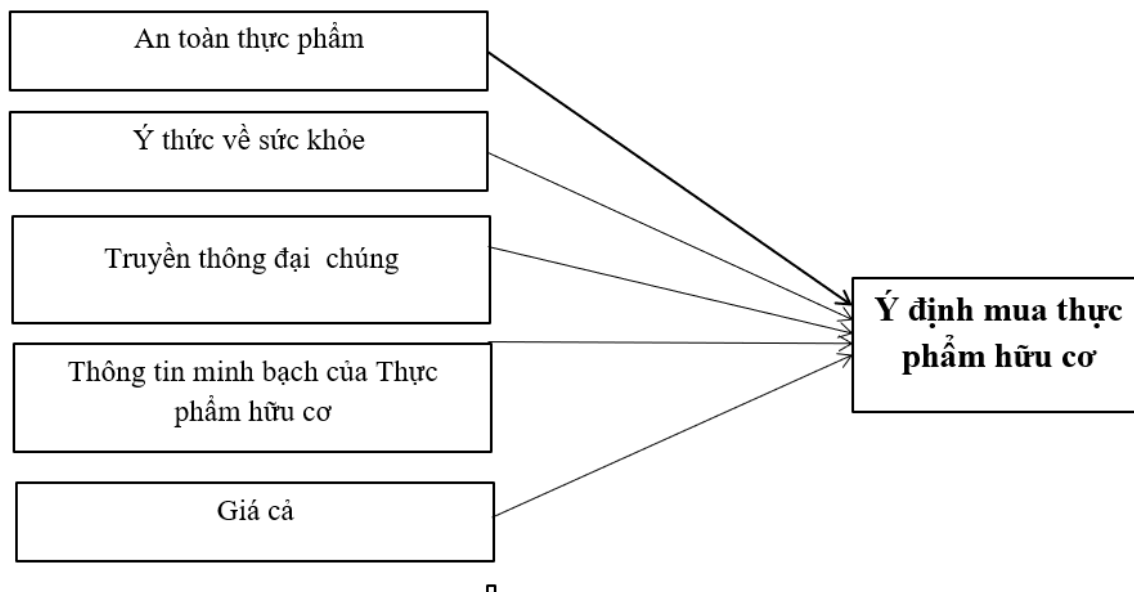 An toàn thực phẩm
Ý thức về sức khỏe
Truyền thông đại  chúng
Thông tin minh bạch của Thực
phẩm hữu cơ
Giá cả
Ý định mua thực
phẩm hữu cơ